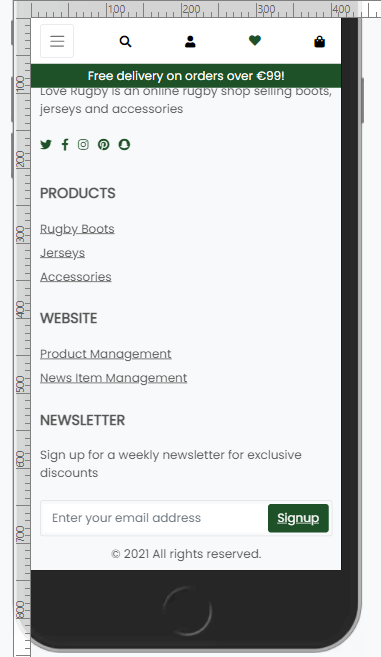 100 200 300 400
Free delivery on orders over €99!
Love Rugby is an online rugby shop selling boots,
jerseys and accessories
PRODUCTS
Rugby Boots
Jerseys
Accessories
WEBSITE
Product Management
News Item Management
NEWSLETTER
Sign up for a weekly newsletter for exclusive
discounts
Enter your email address Signup
© 2021 All rights reserved.
100
200
300
400
500
600
700
800